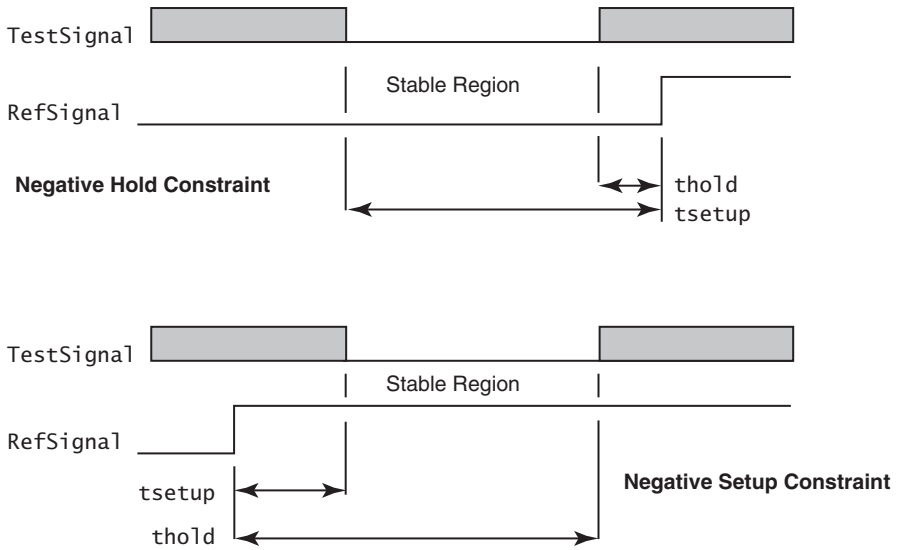 TestSignal
Stable Region
RefSignal
Negative Hold Constraint
thold
tsetup
TestSignal
Stable Region
RefSignal
tsetup
Negative Setup Constraint
thold